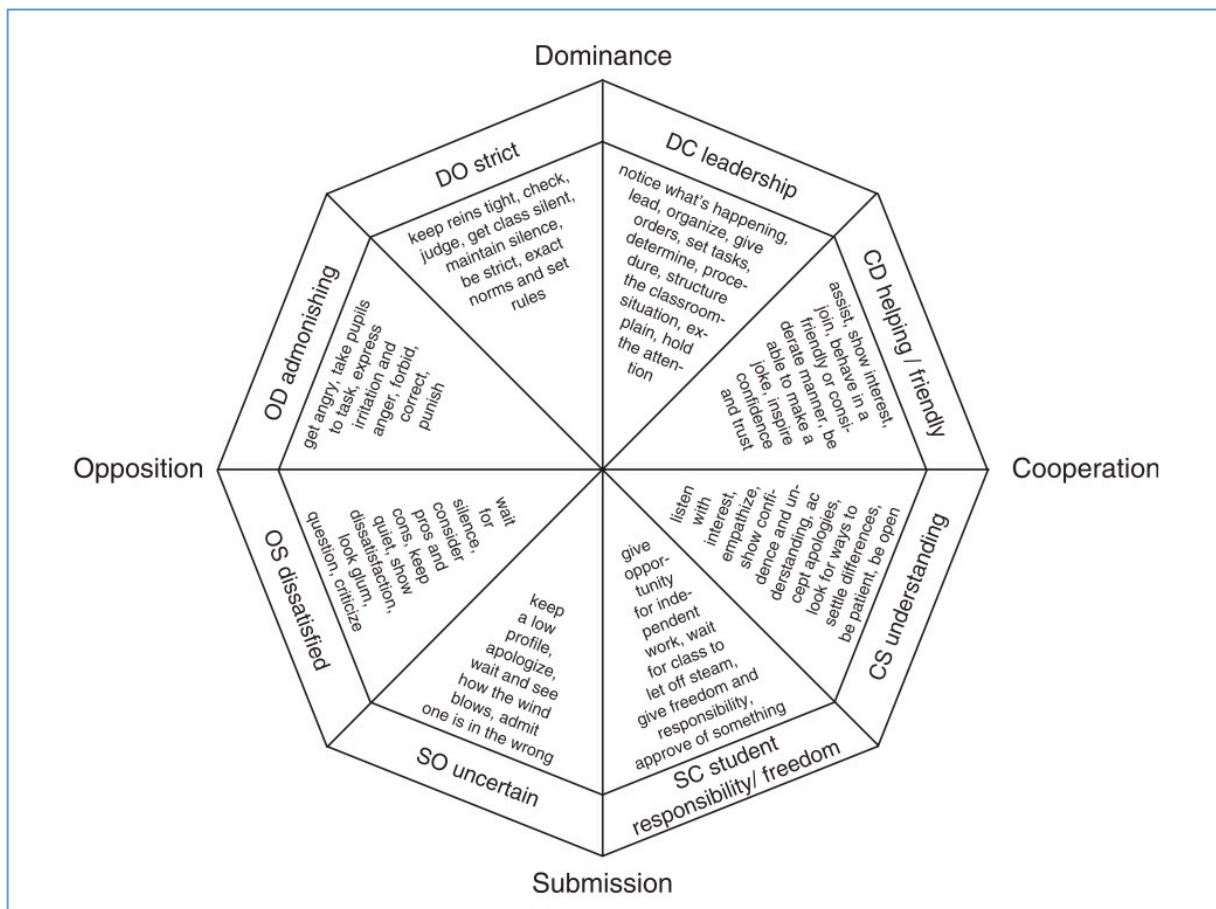 Dominance
DO strict
keep reins tight, check,
judge, get class silent,
maintain silence,
be strict, exact
norms and set
rules
DC leadership
notice what's happening,
lead, organize, give
orders, set tasks,
determine, proce-
dure, structure
the classroom-
situation, ex-
plain, hold
the atten-
tion
OD admonishing
get angry, take pupils
to task, express
irritation and
anger, forbid,
correct,
punish
CD helping / friendly
assist, show interest,
join, behave in a
friendly or consi-
derate manner, be
able to make a
joke, inspire
confidence
and trust
Opposition
Cooperation
OS dissatisfied
wait
for
silence,
consider
pros and
cons, keep
quiet, show
dissatisfaction,
look glum,
question, criticize
CS understanding
listen
with
interest,
empathize,
show confi-
dence and un-
derstanding, ac
cept apologies,
look for ways to
settle differences,
be patient, be open
SO uncertain
keep
a low
profile,
apologize,
wait and see
how the wind
blows, admit
one is in the wrong
SC student
responsibility/ freedom
give
oppor-
tunity
for inde-
pendent
work, wait
for class to
let off steam,
give freedom and
responsibility,
approve of something
Submission